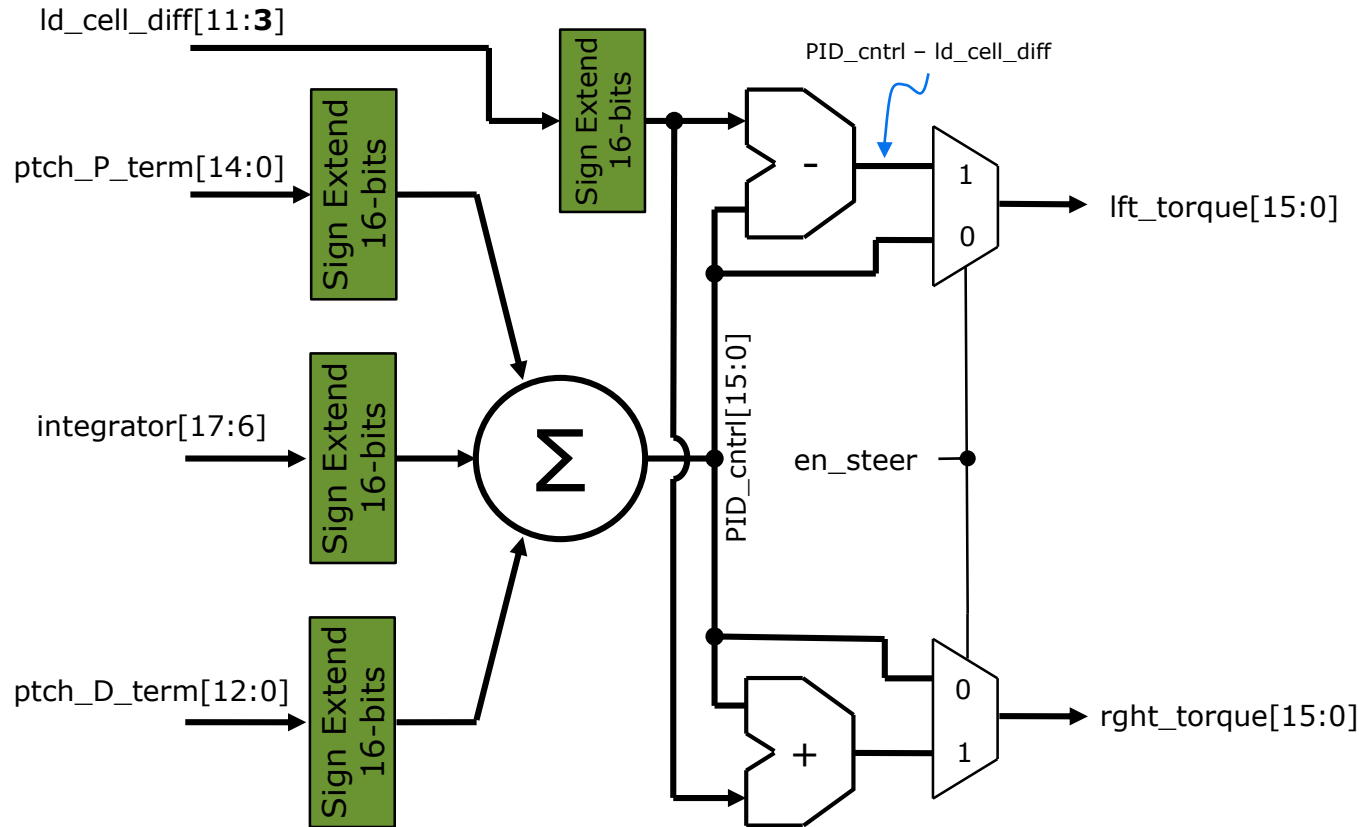 ld_cell_diff[11:3]
Sign Extend
16-bits
PID_cntrl – ld_cell_diff
ptch_P_term[14:0]
Sign Extend
16-bits
-
1
0
lft_torque[15:0]
integrator[17:6]
Sign Extend
16-bits
Σ
PID_cntrl[15:0]
en_steer
ptch_D_term[12:0]
Sign Extend
16-bits
+
0
1
rght_torque[15:0]